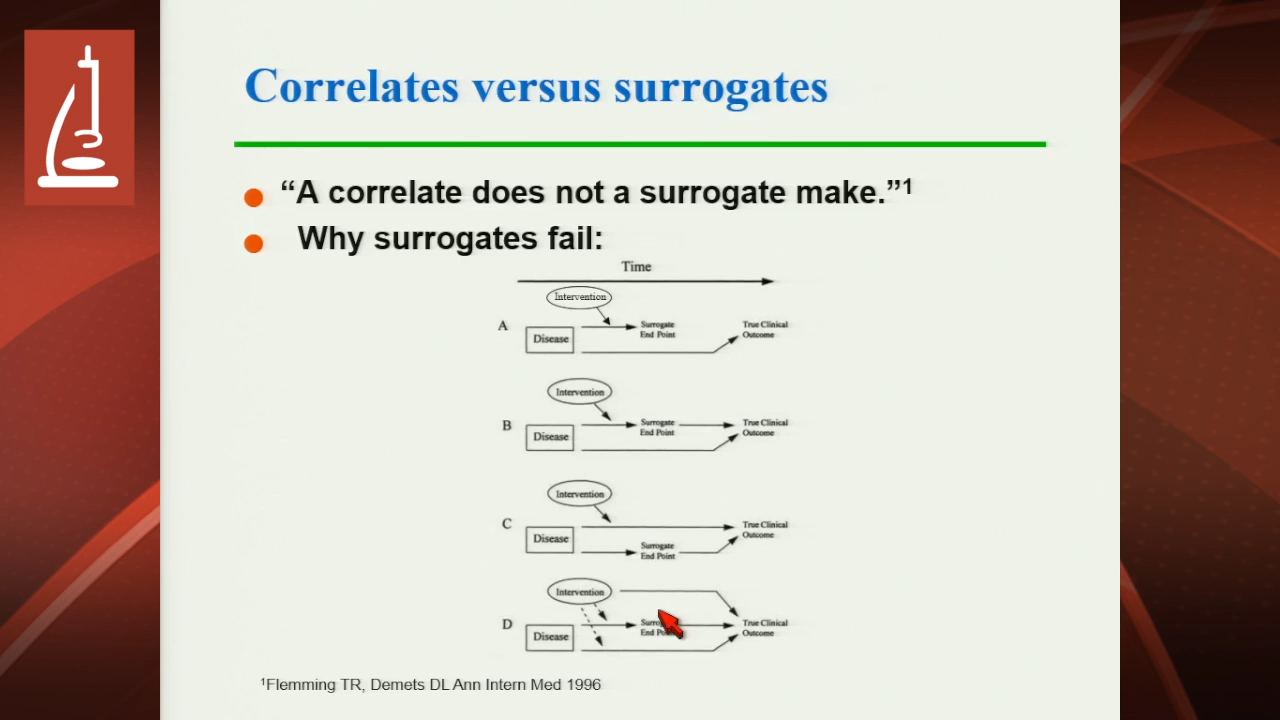 Correlates versus surrogates
“A correlate does not a surrogate make.”1
Why surrogates fail:
Time
Intervention
A
Disease
Surrogate
End Point
True Clinical
Outcome
Intervention
B
Disease
Surrogate
End Point
True Clinical
Outcome
Intervention
C
Disease
True Clinical
Outcome
Surrogate
End Point
Intervention
D
Disease
End
True Clinical
Outcome
1Flemming TR, Demets DL Ann Intern Med 1996